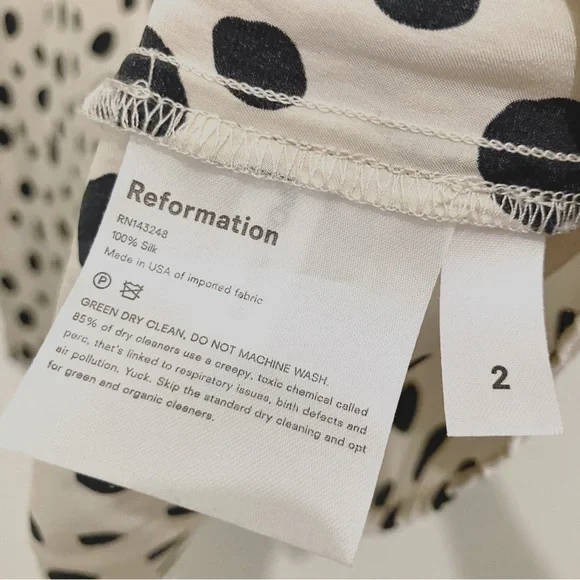 Reformation
RN143248
100% Silk
Made in USA of imported fabric
P
GREEN DRY CLEAN, DO NOT MACHINE WASH.
85% of dry cleaners use a creepy, toxic chemical called
perc, that's linked to respiratory issues, birth defects and
air pollution. Yuck. Skip the standard dry cleaning and opt
for green and organic cleaners.
2